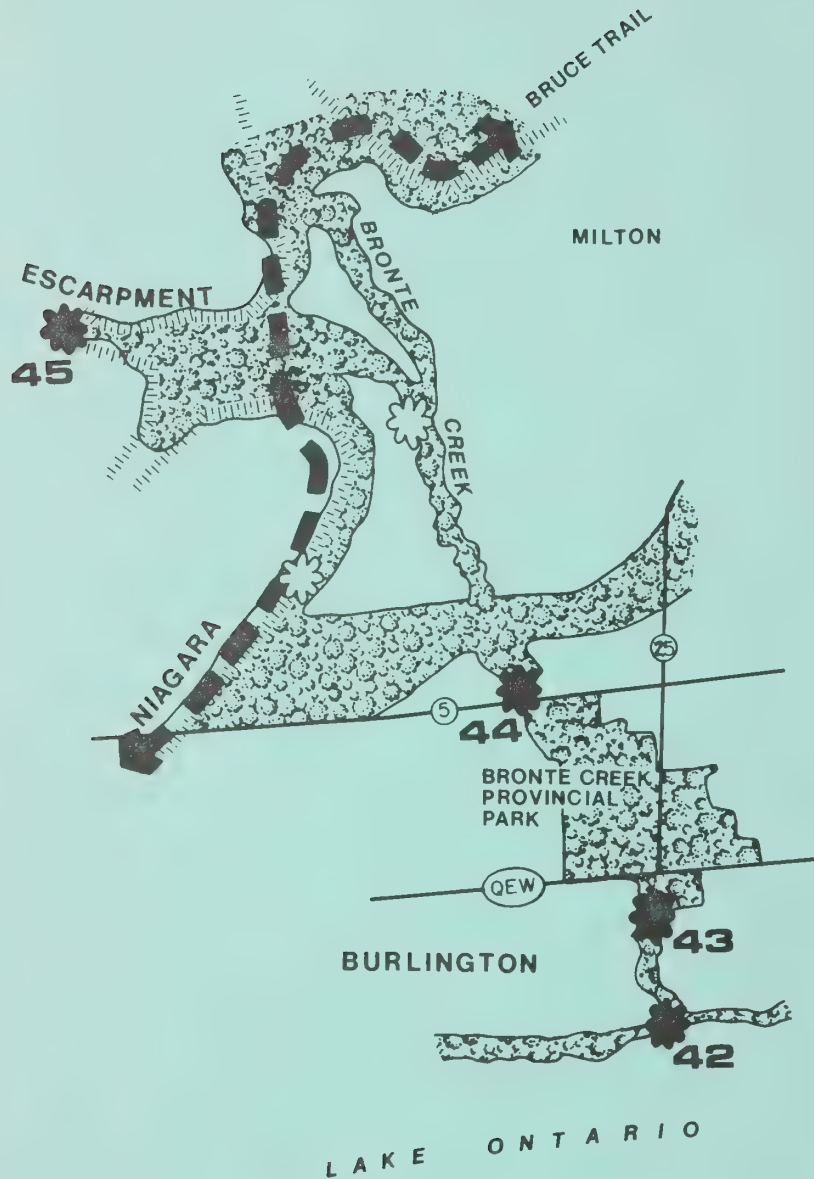 BRUCE TRAIL
BRONTE
MILTON
ESCARPMENT
45
CREEK
NIAGARA
25
5
44
BRONTE CREEK
PROVINCIAL
PARK
QEW
43
BURLINGTON
42
LAKE ONTARIO